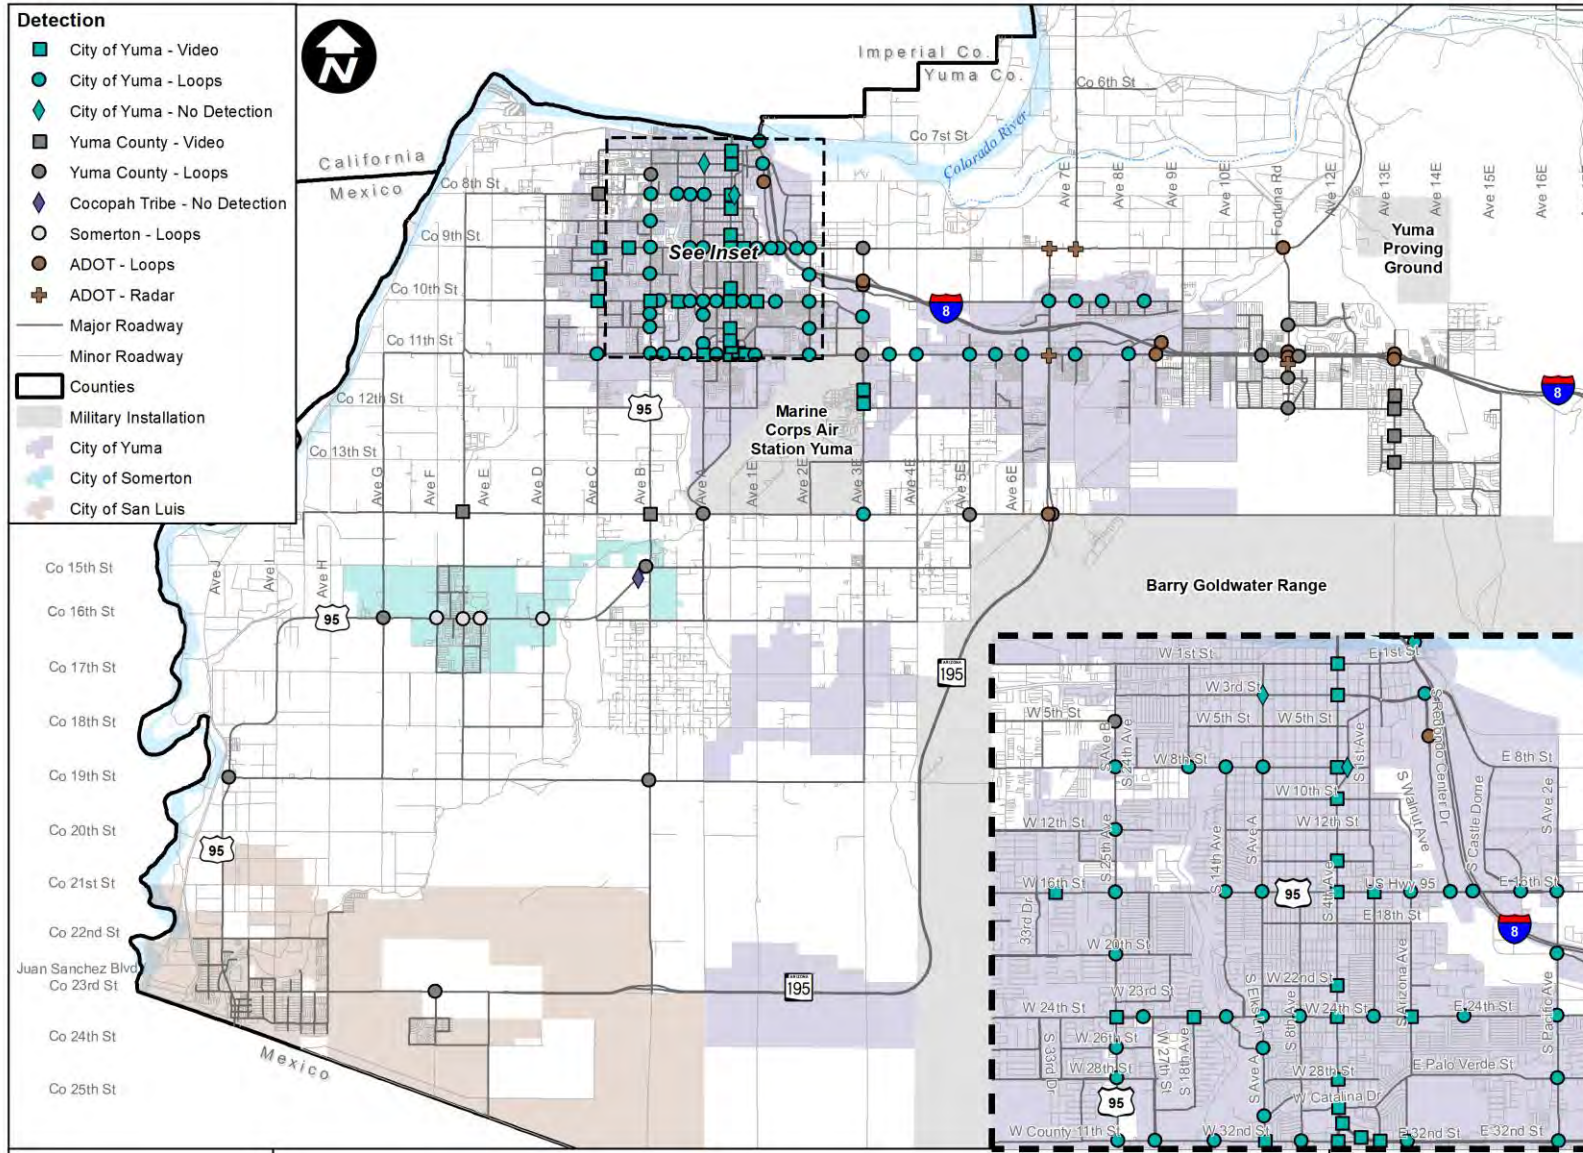 Detection
City of Yuma - Video
City of Yuma - Loops
City of Yuma - No Detection
Yuma County - Video
Yuma County - Loops
Cocopah Tribe - No Detection
Somerton - Loops
ADOT - Loops
ADOT - Radar
Major Roadway
Minor Roadway
Counties
Military Installation
City of Yuma
City of Somerton
City of San Luis
N
Imperial Co.
Yuma Co.
Co 6th St
Co 7st St
Colorado River
California
Mexico
Co 8th St
Co 9th St
Co 10th St
Co 11th St
Co 12th St
Co 13th St
See Inset
Ave 7E
Ave 8E
Ave 9E
Ave 10E
Fortuna Rd
Ave 12E
Ave 13E
Ave 14E
Ave 15E
Ave 16E
Yuma
Proving
Ground
8
8
95
Marine
Corps Air
Station Yuma
Ave G
Ave F
Ave E
Ave D
Ave C
Ave B
Ave A
Ave 1E
Ave 2E
Ave 3E
Ave 4E
Ave 5E
Ave 6E
Ave J
Ave I
Ave H
Co 15th St
Co 16th St
95
Co 17th St
Co 18th St
Co 19th St
Co 20th St
95
Co 21st St
Co 22nd St
Juan Sanchez Blvd
Co 23rd St
Co 24th St
Co 25th St
Mexico
ARIZONA
195
ARIZONA
195
Barry Goldwater Range
W 1st St
E 1st St
W 3rd St
W 5th St
W 5th St
W 5th St
S Ave B
S 24th Ave
W 8th St
S 1st Ave
E 8th St
S Redondo Center Dr
W 10th St
S Walnut Ave
S Castle Dome
S Ave 2e
W 12th St
W 12th St
S 25th Ave
S 14th Ave
S Ave A
S 4th Ave
W 16th St
95
US Hwy 95
E 16th St
33rd Dr
E 18th St
8
W 20th St
W 22nd St
W 23rd St
W 24th St
W 24th St
E 24th St
S 8th Ave
S Arizona Ave
S Pacific Ave
S 33rd Dr
W 26th St
W 27th St
S 18th Ave
W 28th St
W 28th St
E Palo Verde St
S Ave A
W Catalina Dr
95
W County 11th St
W 32nd St
E 32nd St
E 32nd St